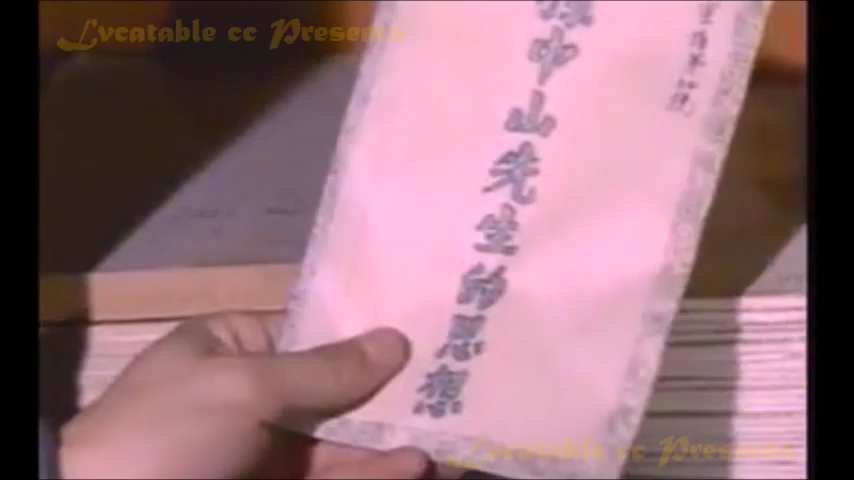 Lvcatable cc Presents
中山先生的思想
Lvcatable cc Presents